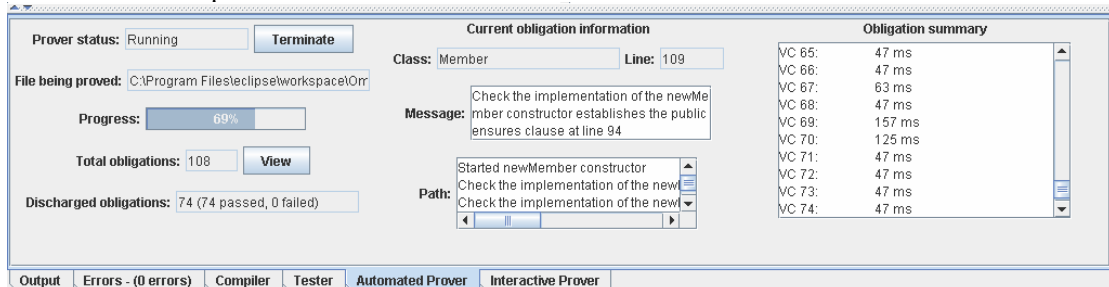 Prover status: Running Terminate
File being proved: C:\Program Files\eclipse\workspace\Om
Progress: 69%
Total obligations: 108 View
Discharged obligations: 74 (74 passed, 0 failed)
Current obligation information
Class: Member Line: 109
Message: Check the implementation of the newMe
mber constructor establishes the public
ensures clause at line 94
Path: Started newMember constructor
Check the implementation of the new
Check the implementation of the new
Obligation summary
VC 65: 47 ms
VC 66: 47 ms
VC 67: 63 ms
VC 68: 47 ms
VC 69: 157 ms
VC 70: 125 ms
VC 71: 47 ms
VC 72: 47 ms
VC 73: 47 ms
VC 74: 47 ms
Output Errors - (0 errors) Compiler Tester Automated Prover Interactive Prover